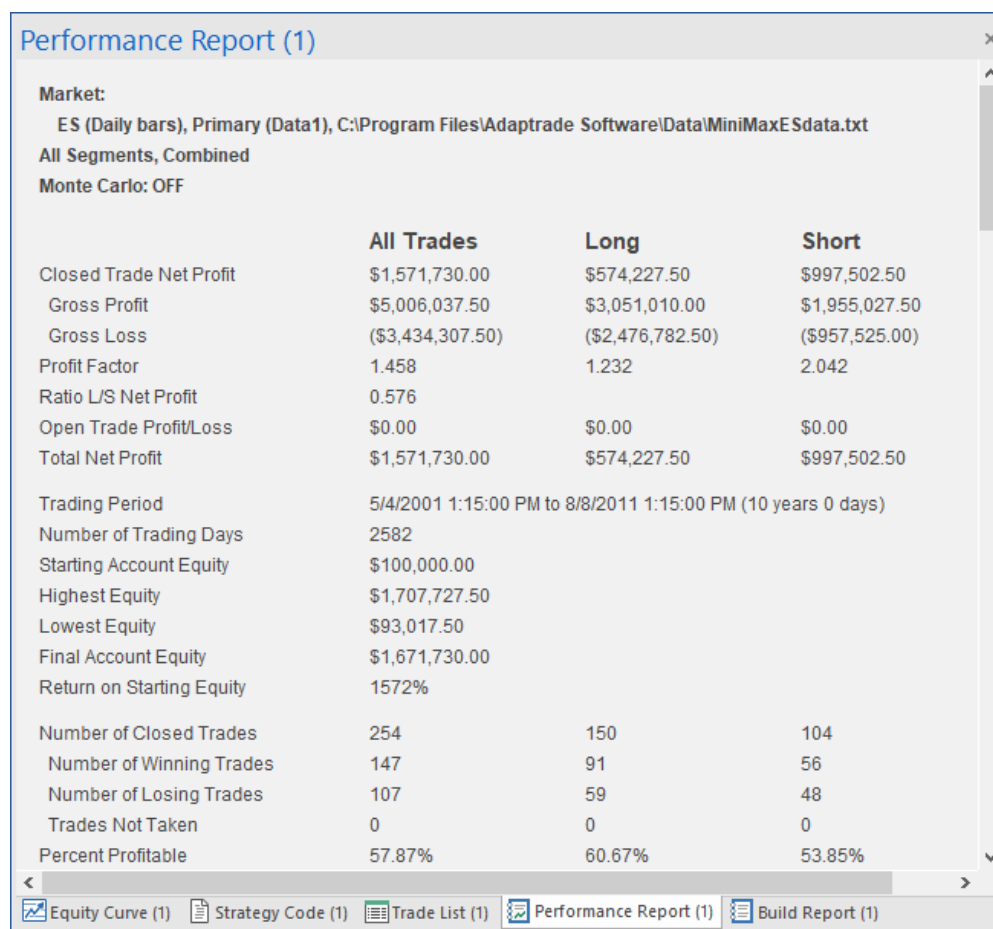 Performance Report (1)
Market:
ES (Daily bars), Primary (Data1), C:\Program Files\Adaptrade Software\Data\MiniMaxESdata.txt
All Segments, Combined
Monte Carlo: OFF
All Trades Long Short
Closed Trade Net Profit $1,571,730.00 $574,227.50 $997,502.50
Gross Profit $5,006,037.50 $3,051,010.00 $1,955,027.50
Gross Loss ($3,434,307.50) ($2,476,782.50) ($957,525.00)
Profit Factor 1.458 1.232 2.042
Ratio L/S Net Profit 0.576
Open Trade Profit/Loss $0.00 $0.00 $0.00
Total Net Profit $1,571,730.00 $574,227.50 $997,502.50
Trading Period 5/4/2001 1:15:00 PM to 8/8/2011 1:15:00 PM (10 years 0 days)
Number of Trading Days 2582
Starting Account Equity $100,000.00
Highest Equity $1,707,727.50
Lowest Equity $93,017.50
Final Account Equity $1,671,730.00
Return on Starting Equity 1572%
Number of Closed Trades 254 150 104
Number of Winning Trades 147 91 56
Number of Losing Trades 107 59 48
Trades Not Taken 0 0 0
Percent Profitable 57.87% 60.67% 53.85%
Equity Curve (1) Strategy Code (1) Trade List (1) Performance Report (1) Build Report (1)